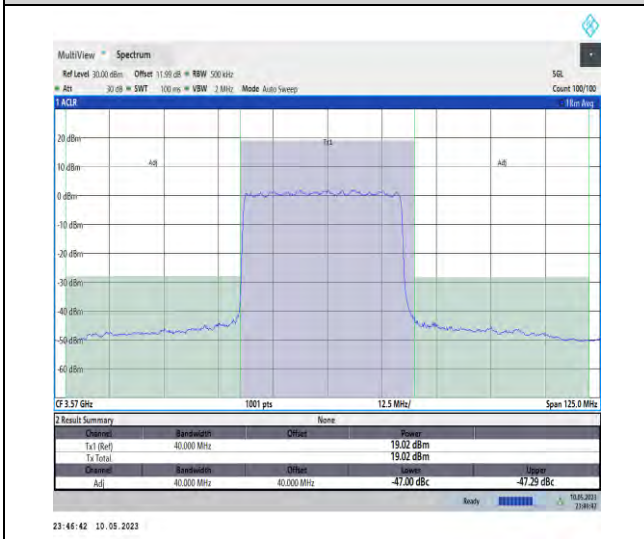 MultiView Spectrum
Ref Level 30.00 dBm Offset 11.99 dB RBW 500 kHz SGL
Att 30 dB SWT 100 ms VBW 2 MHz Mode Auto Sweep Count 100/100
1 ACLR 1Rm Avg
20 dBm
Tx1
Adj Adj
10 dBm
0 dBm
-10 dBm
-20 dBm
-30 dBm
-40 dBm
-50 dBm
-60 dBm
CF 3.57 GHz 1001 pts 12.5 MHz/ Span 125.0 MHz
2 Result Summary None
Channel Bandwidth Offset Power
Tx1 (Ref) 40.000 MHz 19.02 dBm
Tx Total 19.02 dBm
Channel Bandwidth Offset Lower Upper
Adj 40.000 MHz 40.000 MHz -47.00 dBc -47.29 dBc
Ready 10.05.2023
23:46:42
23:46:42 10.05.2023